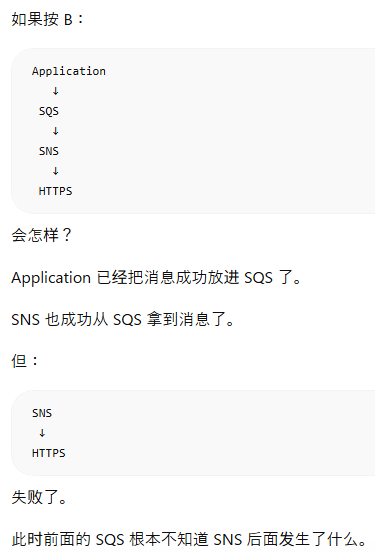 如果按 B：
Application
↓
SQS
↓
SNS
↓
HTTPS
会怎样？
Application 已经把消息成功放进 SQS 了。
SNS 也成功从 SQS 拿到消息了。
但：
SNS
↓
HTTPS
失败了。
此时前面的 SQS 根本不知道 SNS 后面发生了什么。